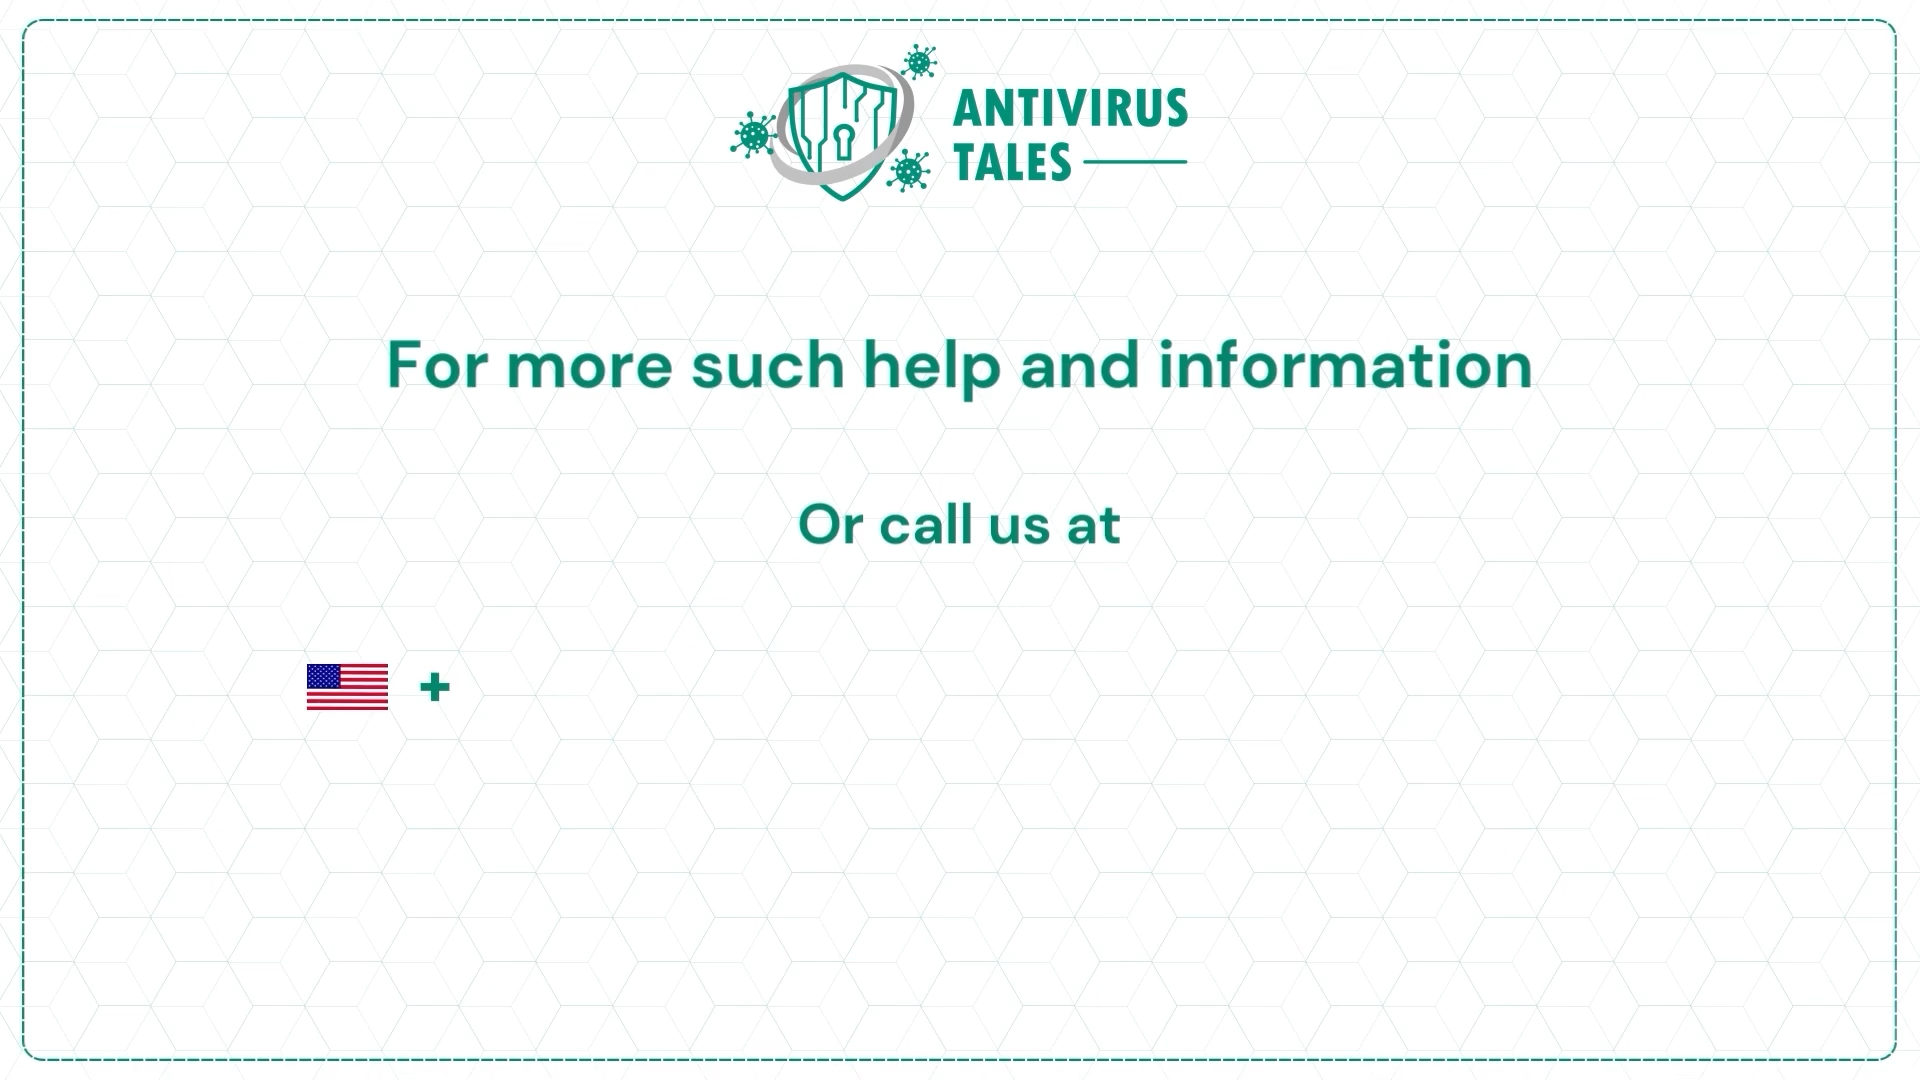 ANTIVIRUS
TALES
For more such help and information
Or call us at
+